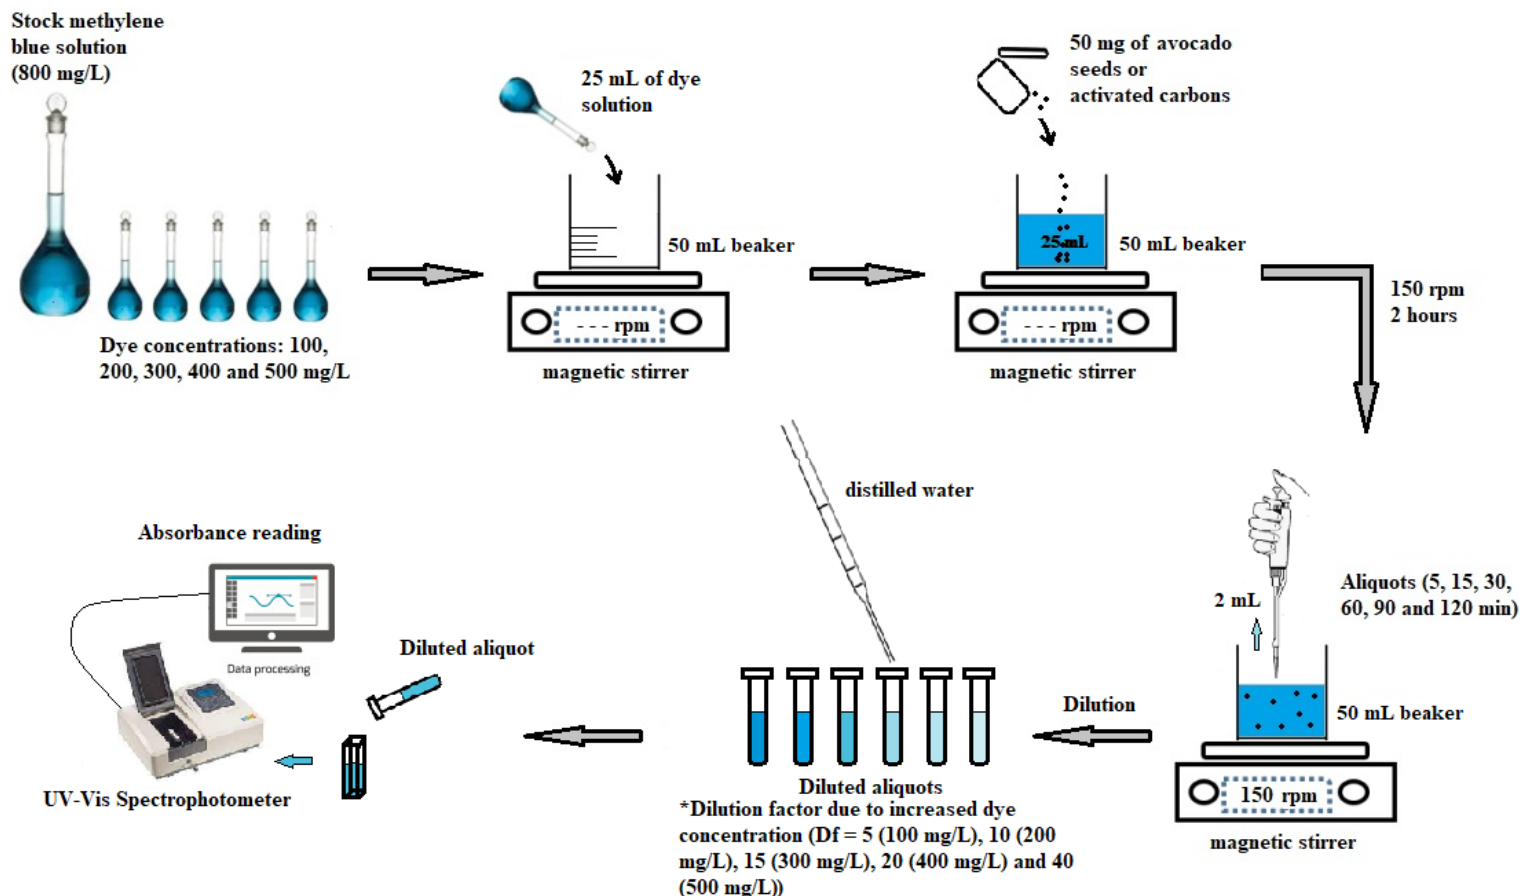 Stock methylene
blue solution
(800 mg/L)
Dye concentrations: 100,
200, 300, 400 and 500 mg/L
25 mL of dye
solution
50 mL beaker
- - - rpm
magnetic stirrer
50 mg of avocado
seeds or
activated carbons
25 mL
50 mL beaker
- - - rpm
magnetic stirrer
150 rpm
2 hours
Aliquots (5, 15, 30,
60, 90 and 120 min)
2 mL
50 mL beaker
150 rpm
magnetic stirrer
Dilution
distilled water
Diluted aliquots
*Dilution factor due to increased dye
concentration (Df = 5 (100 mg/L), 10 (200
mg/L), 15 (300 mg/L), 20 (400 mg/L) and 40
(500 mg/L))
Diluted aliquot
Absorbance reading
Data processing
UV-Vis Spectrophotometer